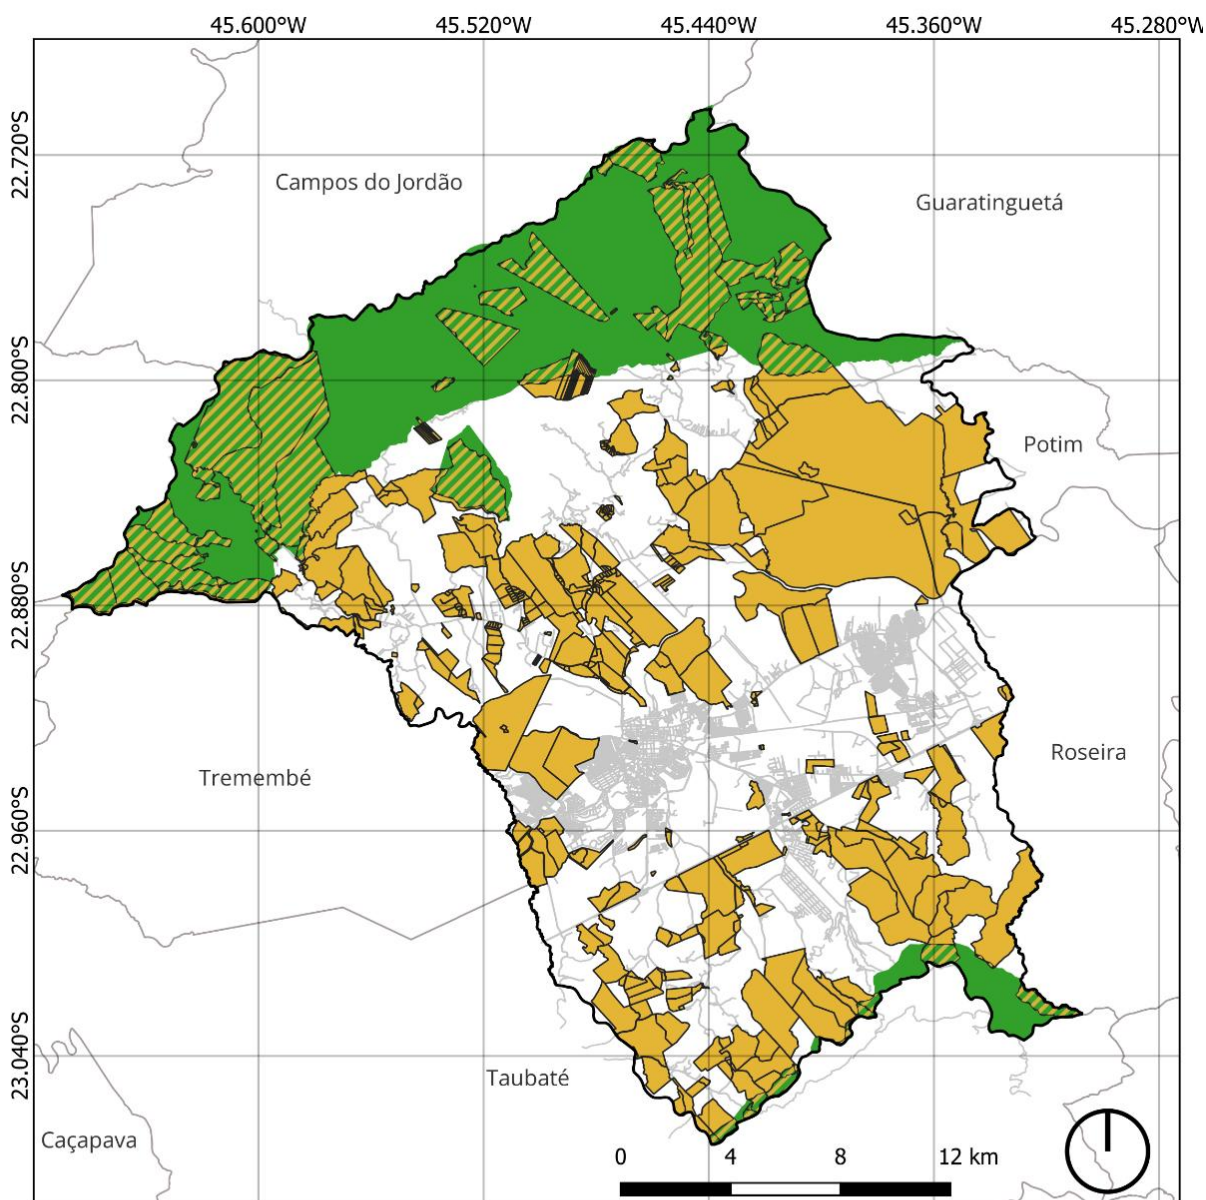 45.600°W 45.520°W 45.440°W 45.360°W 45.280°W
22.720°S
Campos do Jordão
Guaratinguetá
22.800°S
Potim
22.880°S
Tremembé
Roseira
22.960°S
23.040°S
Taubaté
Caçapava
0 4 8 12 km